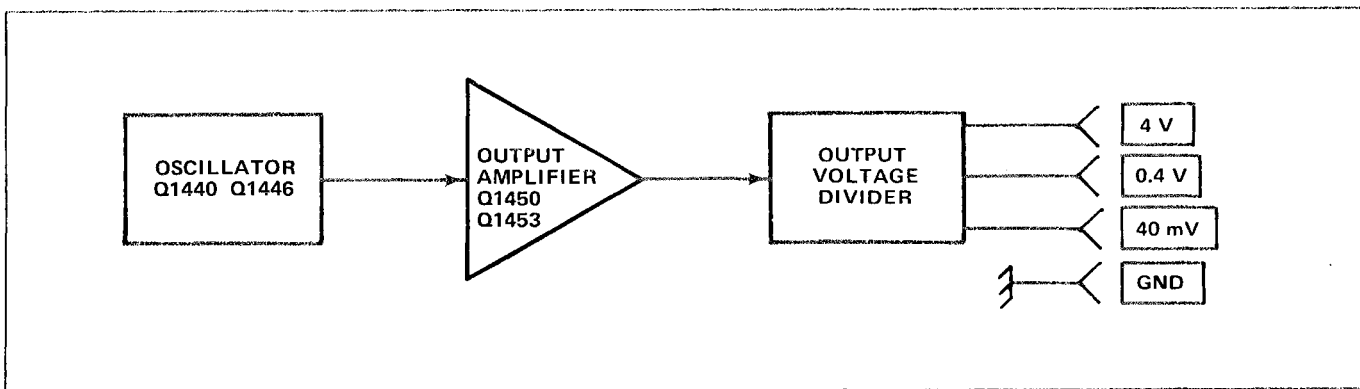 OSCILLATOR
Q1440 Q1446
OUTPUT
AMPLIFIER
Q1450
Q1453
OUTPUT
VOLTAGE
DIVIDER
4 V
0.4 V
40 mV
GND